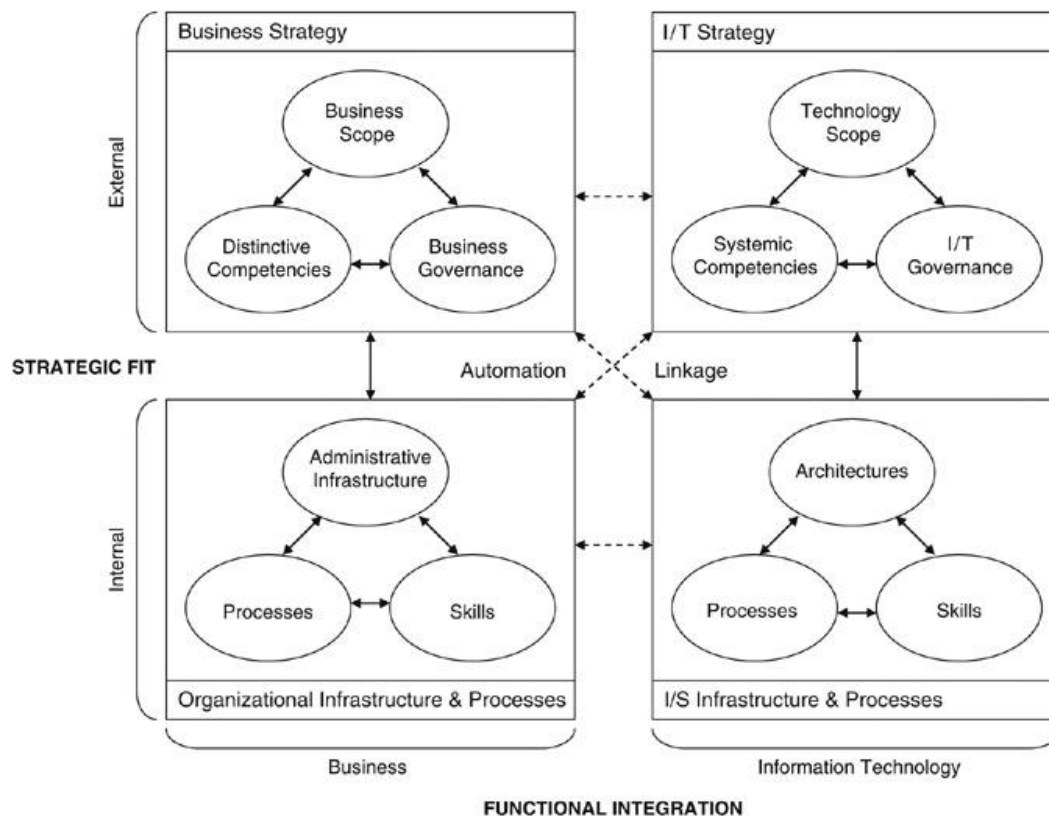 Business Strategy
I/T Strategy
Business
Scope
Technology
Scope
External
Distinctive
Competencies
Business
Governance
Systemic
Competencies
I/T
Governance
STRATEGIC FIT
Automation
Linkage
Administrative
Infrastructure
Architectures
Internal
Processes
Skills
Processes
Skills
Organizational Infrastructure & Processes
I/S Infrastructure & Processes
Business
Information Technology
FUNCTIONAL INTEGRATION